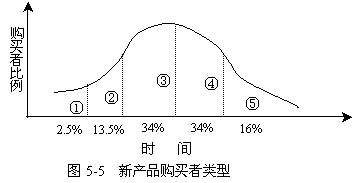 购买者比例
① ② ③ ④ ⑤
2.5% 13.5% 34% 34% 16%
时 间
图 5-5 新产品购买者类型